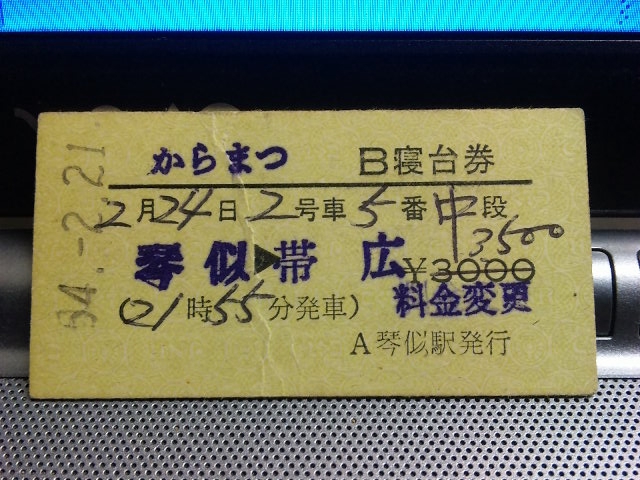 54.-2.21
からまつ B寝台券
2月24日2号車5番中段
琴似▶帯広 ¥3000 3500
(21時55分発車) 料金変更
A琴似駅発行